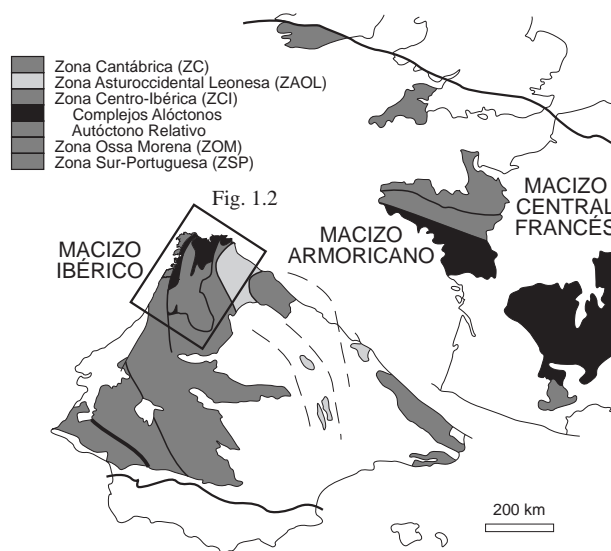 Zona Cantábrica (ZC)
Zona Asturoccidental Leonesa (ZAOL)
Zona Centro-Ibérica (ZCI)
Complejos Alóctonos
Autóctono Relativo
Zona Ossa Morena (ZOM)
Zona Sur-Portuguesa (ZSP)
Fig. 1.2
MACIZO
IBÉRICO
MACIZO
ARMORICANO
MACIZO
CENTRAL
FRANCÉS
200 km